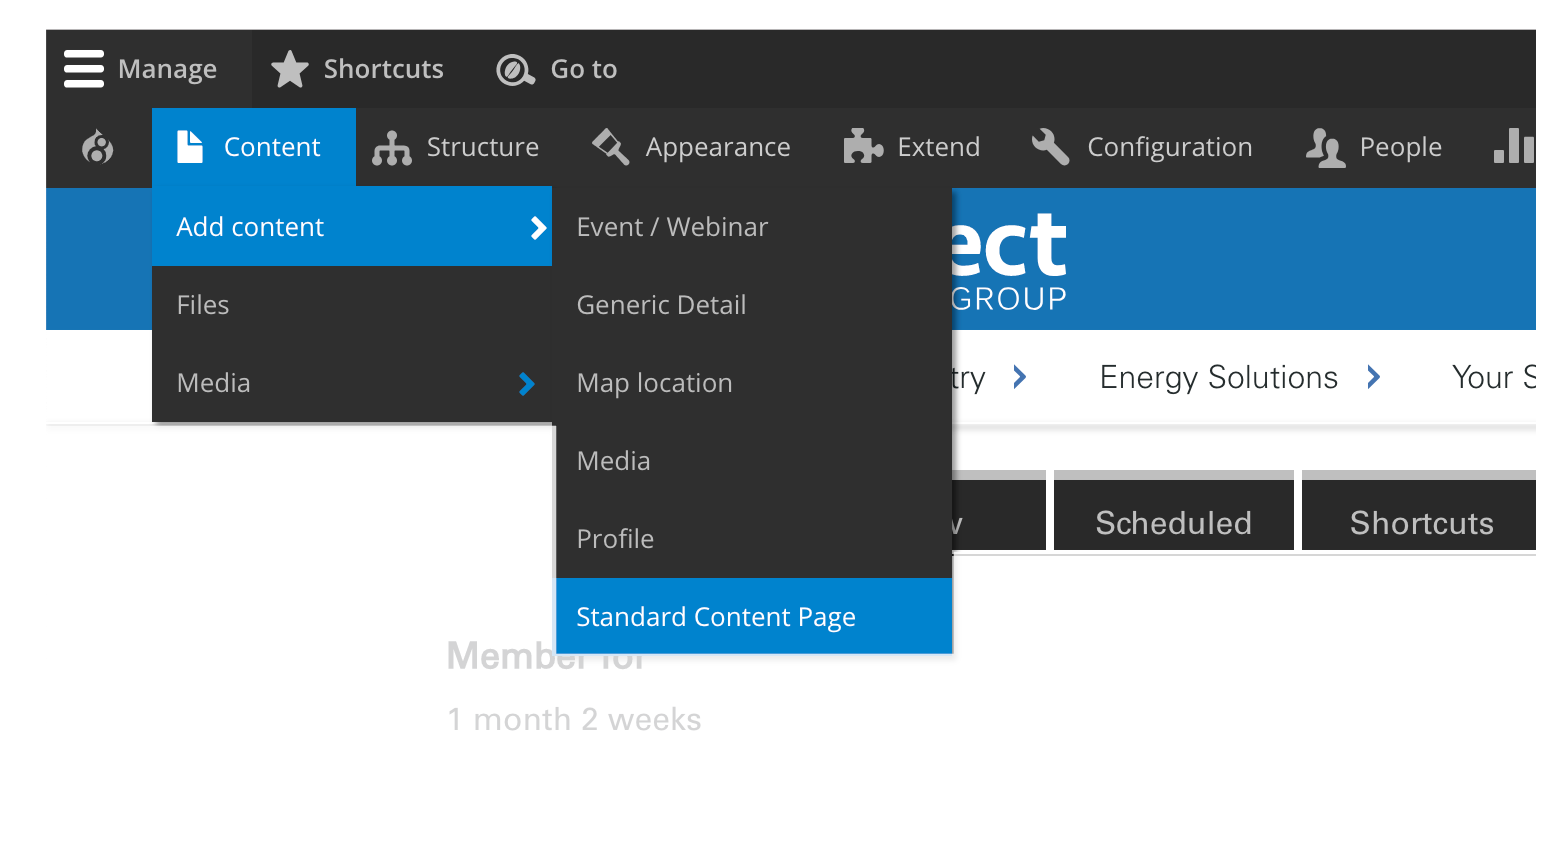 Manage Shortcuts Go to
Content Structure Appearance Extend Configuration People
Add content
Files
Media
Event / Webinar
Generic Detail
Map location
Media
Profile
Standard Content Page
ect
GROUP
try Energy Solutions Your S
Scheduled Shortcuts
Member for
1 month 2 weeks